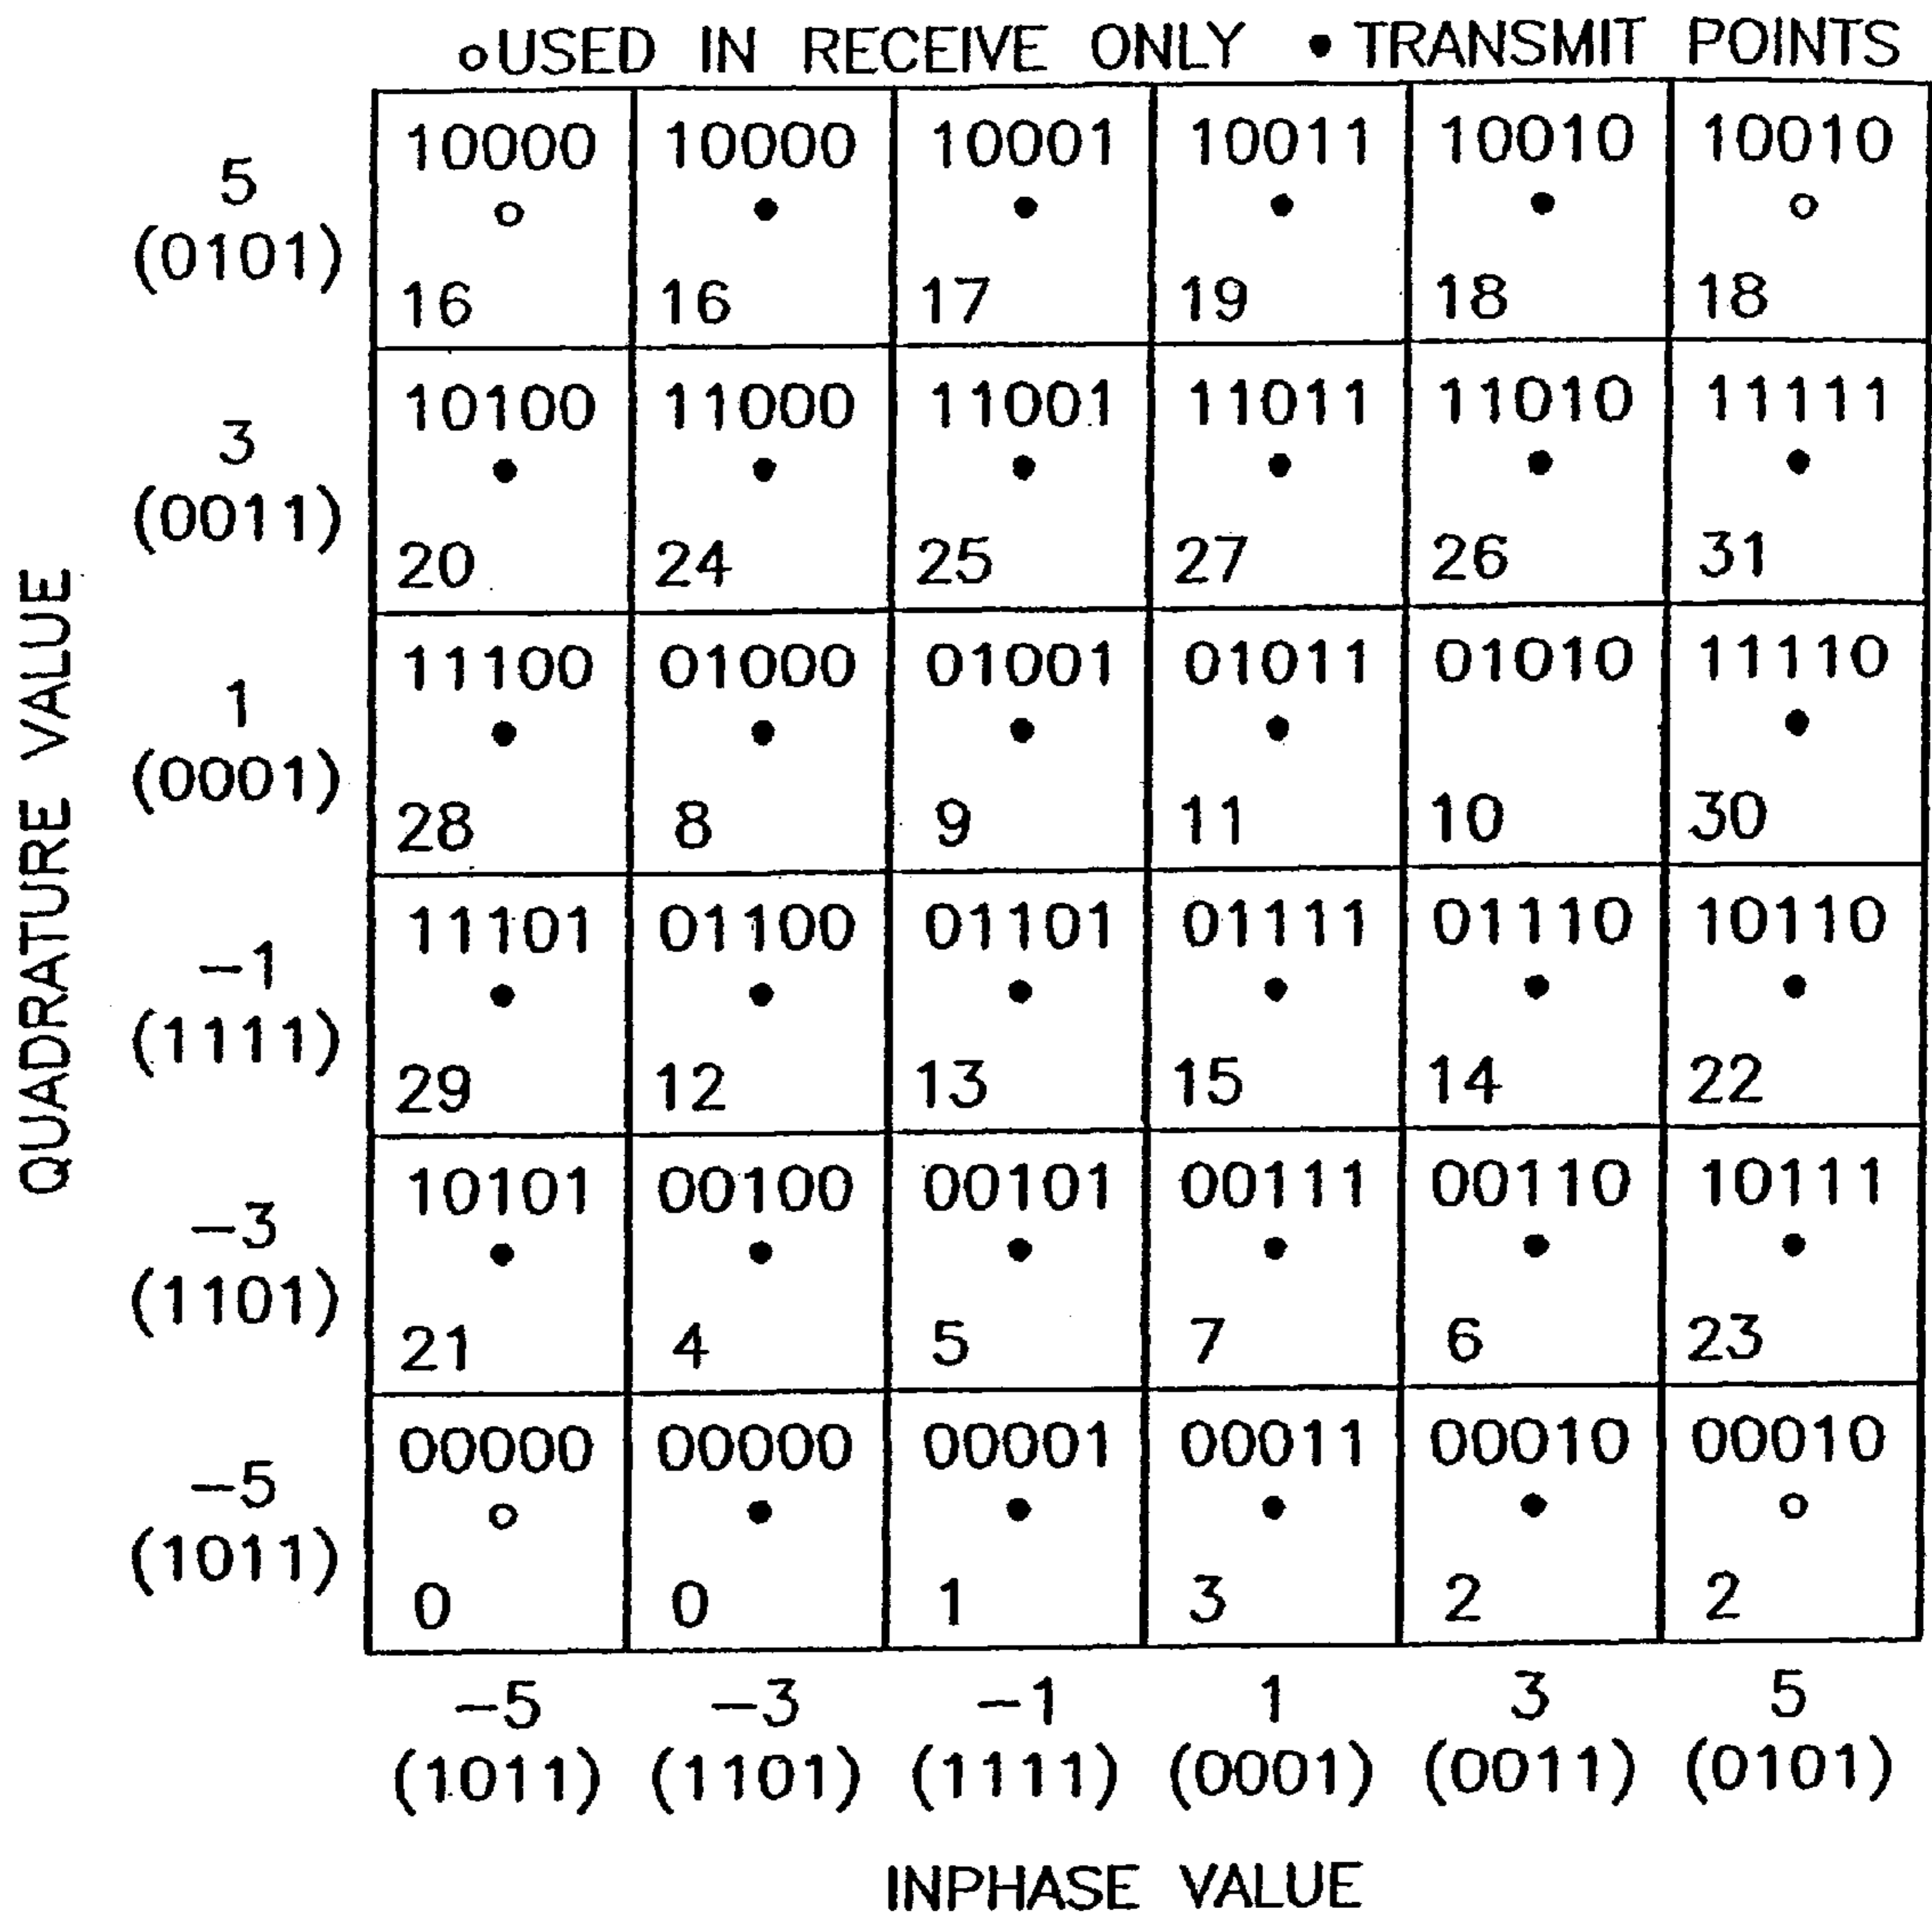 ○USED IN RECEIVE ONLY ●TRANSMIT POINTS
5 10000 10000 10001 10011 10010 10010
(0101) ○ ● ● ● ● ○
16 16 17 19 18 18
3 10100 11000 11001 11011 11010 11111
(0011) ● ● ● ● ● ●
20 24 25 27 26 31
1 11100 01000 01001 01011 01010 11110
(0001) ● ● ● ● ●
28 8 9 11 10 30
-1 11101 01100 01101 01111 01110 10110
(1111) ● ● ● ● ● ●
29 12 13 15 14 22
-3 10101 00100 00101 00111 00110 10111
(1101) ● ● ● ● ● ●
21 4 5 7 6 23
-5 00000 00000 00001 00011 00010 00010
(1011) ○ ● ● ● ● ○
0 0 1 3 2 2
QUADRATURE VALUE
-5 -3 -1 1 3 5
(1011) (1101) (1111) (0001) (0011) (0101)
INPHASE VALUE